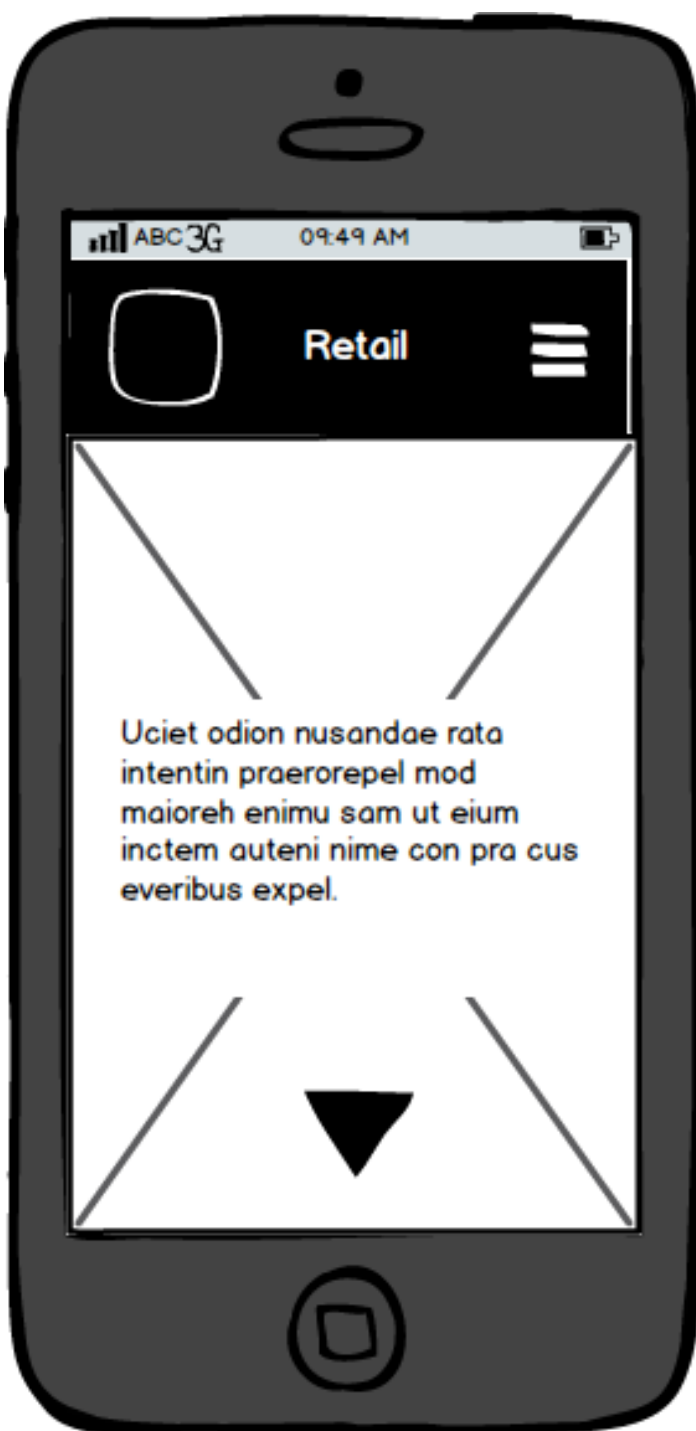 ABC 3G 09:49 AM
Retail
Uciet odion nusandae rata
intentin praerorepel mod
maioreh enimu sam ut eium
inctem auteni nime con pra cus
everibus expel.